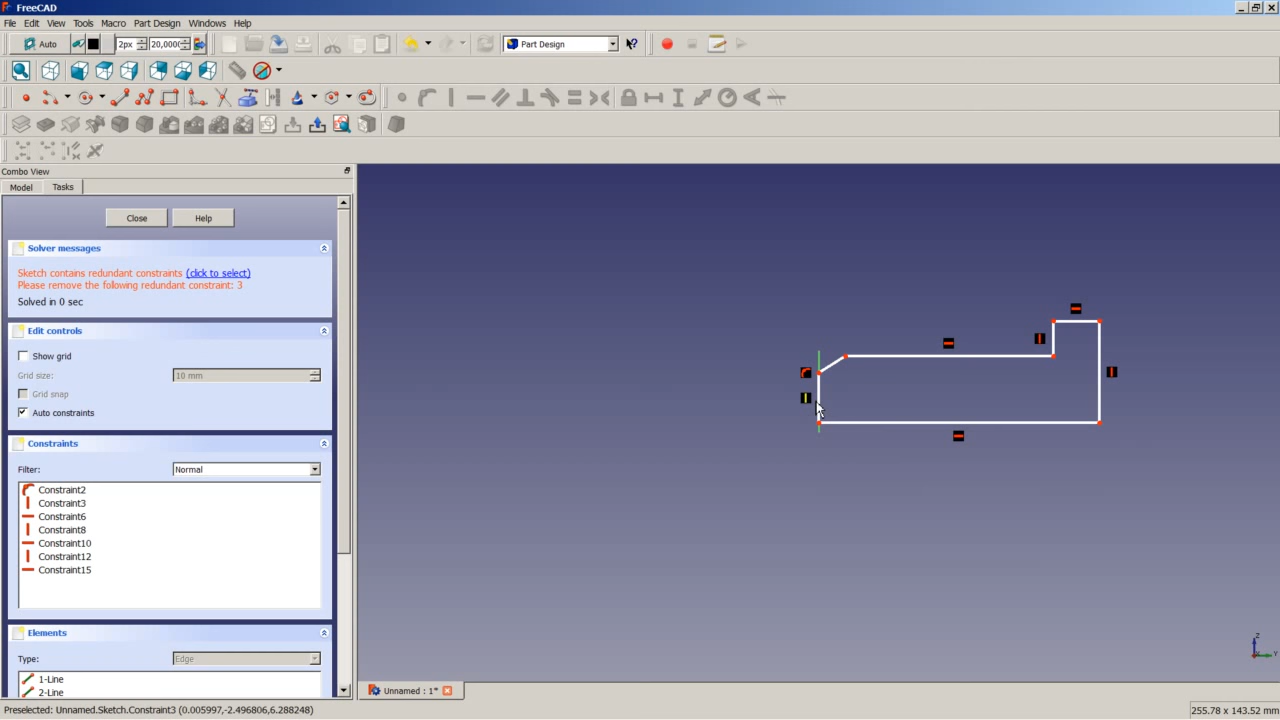 FreeCAD
File Edit View Tools Macro Part Design Windows Help
Auto 2px 20,000 Part Design
Combo View
Model Tasks
Close Help
Solver messages
Sketch contains redundant constraints (click to select)
Please remove the following redundant constraint: 3
Solved in 0 sec
Edit controls
Show grid
Grid size: 10 mm
Grid snap
Auto constraints
Constraints
Filter: Normal
Constraint2
Constraint3
Constraint6
Constraint8
Constraint10
Constraint12
Constraint15
Elements
Type: Edge
1-Line
2-Line
Z
Y
Unnamed : 1*
Preselected: Unnamed.Sketch.Constraint3 (0.005997,-2.496806,6.288248) 255.78 x 143.52 mm